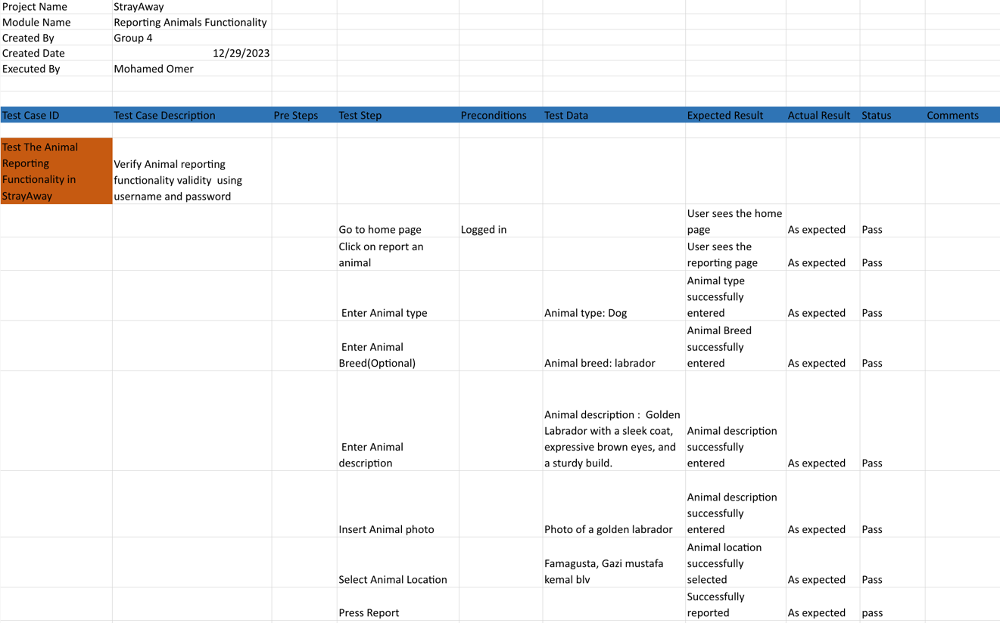 Project Name StrayAway
Module Name Reporting Animals Functionality
Created By Group 4
Created Date 12/29/2023
Executed By Mohamed Omer
Test Case ID Test Case Description Pre Steps Test Step Preconditions Test Data Expected Result Actual Result Status Comments
Test The Animal
Reporting
Functionality in
StrayAway
Verify Animal reporting
functionality validity  using
username and password
Go to home page
Logged in
User sees the home
page
As expected
Pass
Click on report an
animal
User sees the
reporting page
As expected
Pass
Enter Animal type
Animal type: Dog
Animal type
successfully
entered
As expected
Pass
Enter Animal
Breed(Optional)
Animal breed: labrador
Animal Breed
successfully
entered
As expected
Pass
Enter Animal
description
Animal description :  Golden
Labrador with a sleek coat,
expressive brown eyes, and
a sturdy build.
Animal description
successfully
entered
As expected
Pass
Insert Animal photo
Photo of a golden labrador
Animal description
successfully
entered
As expected
Pass
Select Animal Location
Famagusta, Gazi mustafa
kemal blv
Animal location
successfully
selected
As expected
Pass
Press Report
Successfully
reported
As expected
pass